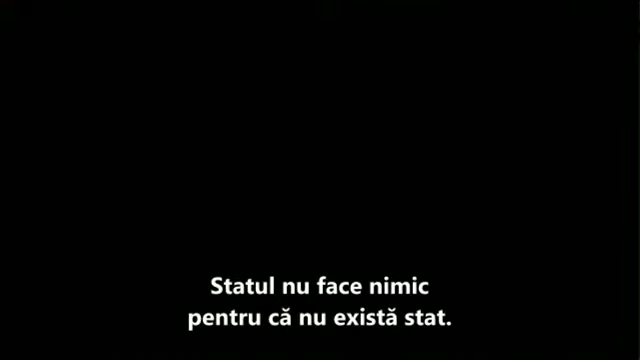 Statul nu face nimic
pentru că nu există stat.